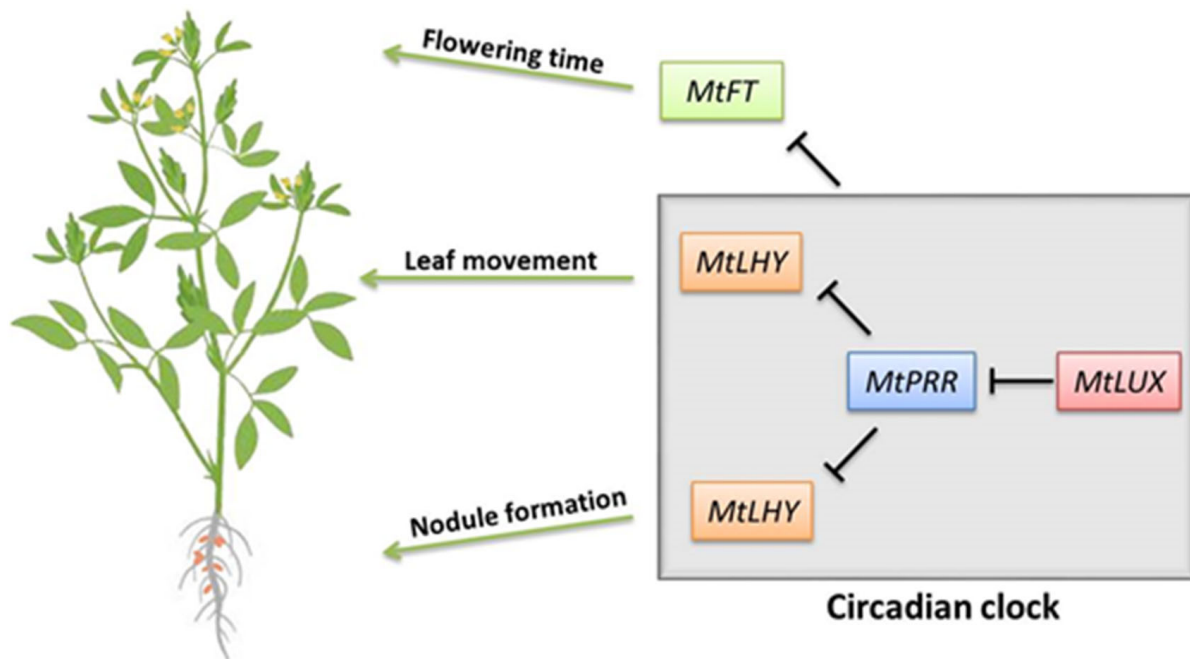 Flowering time
MtFT
MtLHY
Leaf movement
MtPRR
MtLUX
MtLHY
Nodule formation
Circadian clock